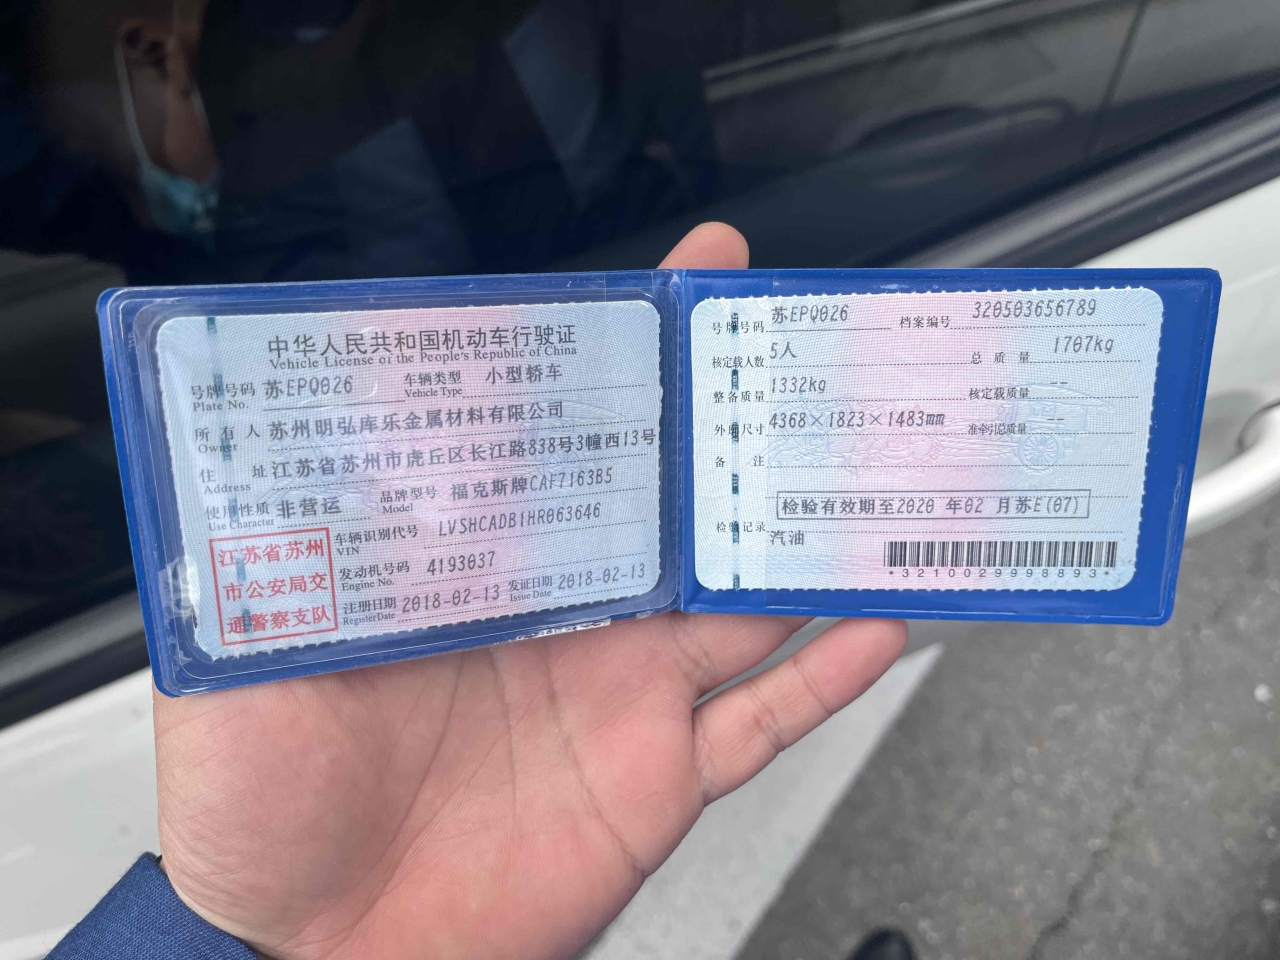 中华人民共和国机动车行驶证
Vehicle License of the People's Republic of China
号牌号码 苏EPQ026 车辆类型 小型轿车
Plate No. Vehicle Type
所有人 苏州明弘库乐金属材料有限公司
Owner
住址 江苏省苏州市虎丘区长江路838号3幢西13号
Address
使用性质 非营运 品牌型号 福克斯牌CAF7163B5
Use Character Model
江苏省苏州
市公安局交
通警察支队
车辆识别代号 LVSHCADB1HR063646
VIN
发动机号码 4193037
Engine No.
注册日期 2018-02-13 发证日期 2018-02-13
Register Date Issue Date
号牌号码 苏EPQ026 档案编号 320503656789
核定载人数 5人 总质量 1707kg
整备质量 1332kg 核定载质量 --
外廓尺寸 4368×1823×1483mm 准牵引总质量 --
备注
检验有效期至2020 年02 月苏E(07)
检验记录
汽油
*3210029998893*